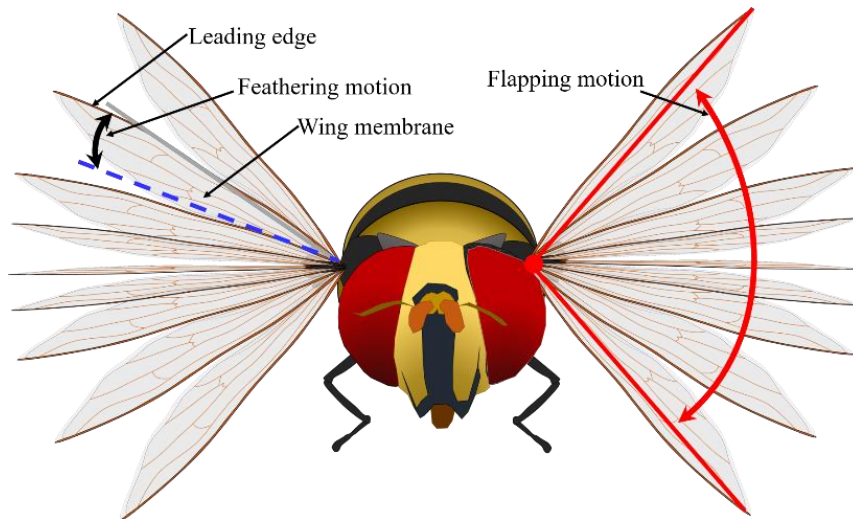 Leading edge
Feathering motion
Wing membrane
Flapping motion